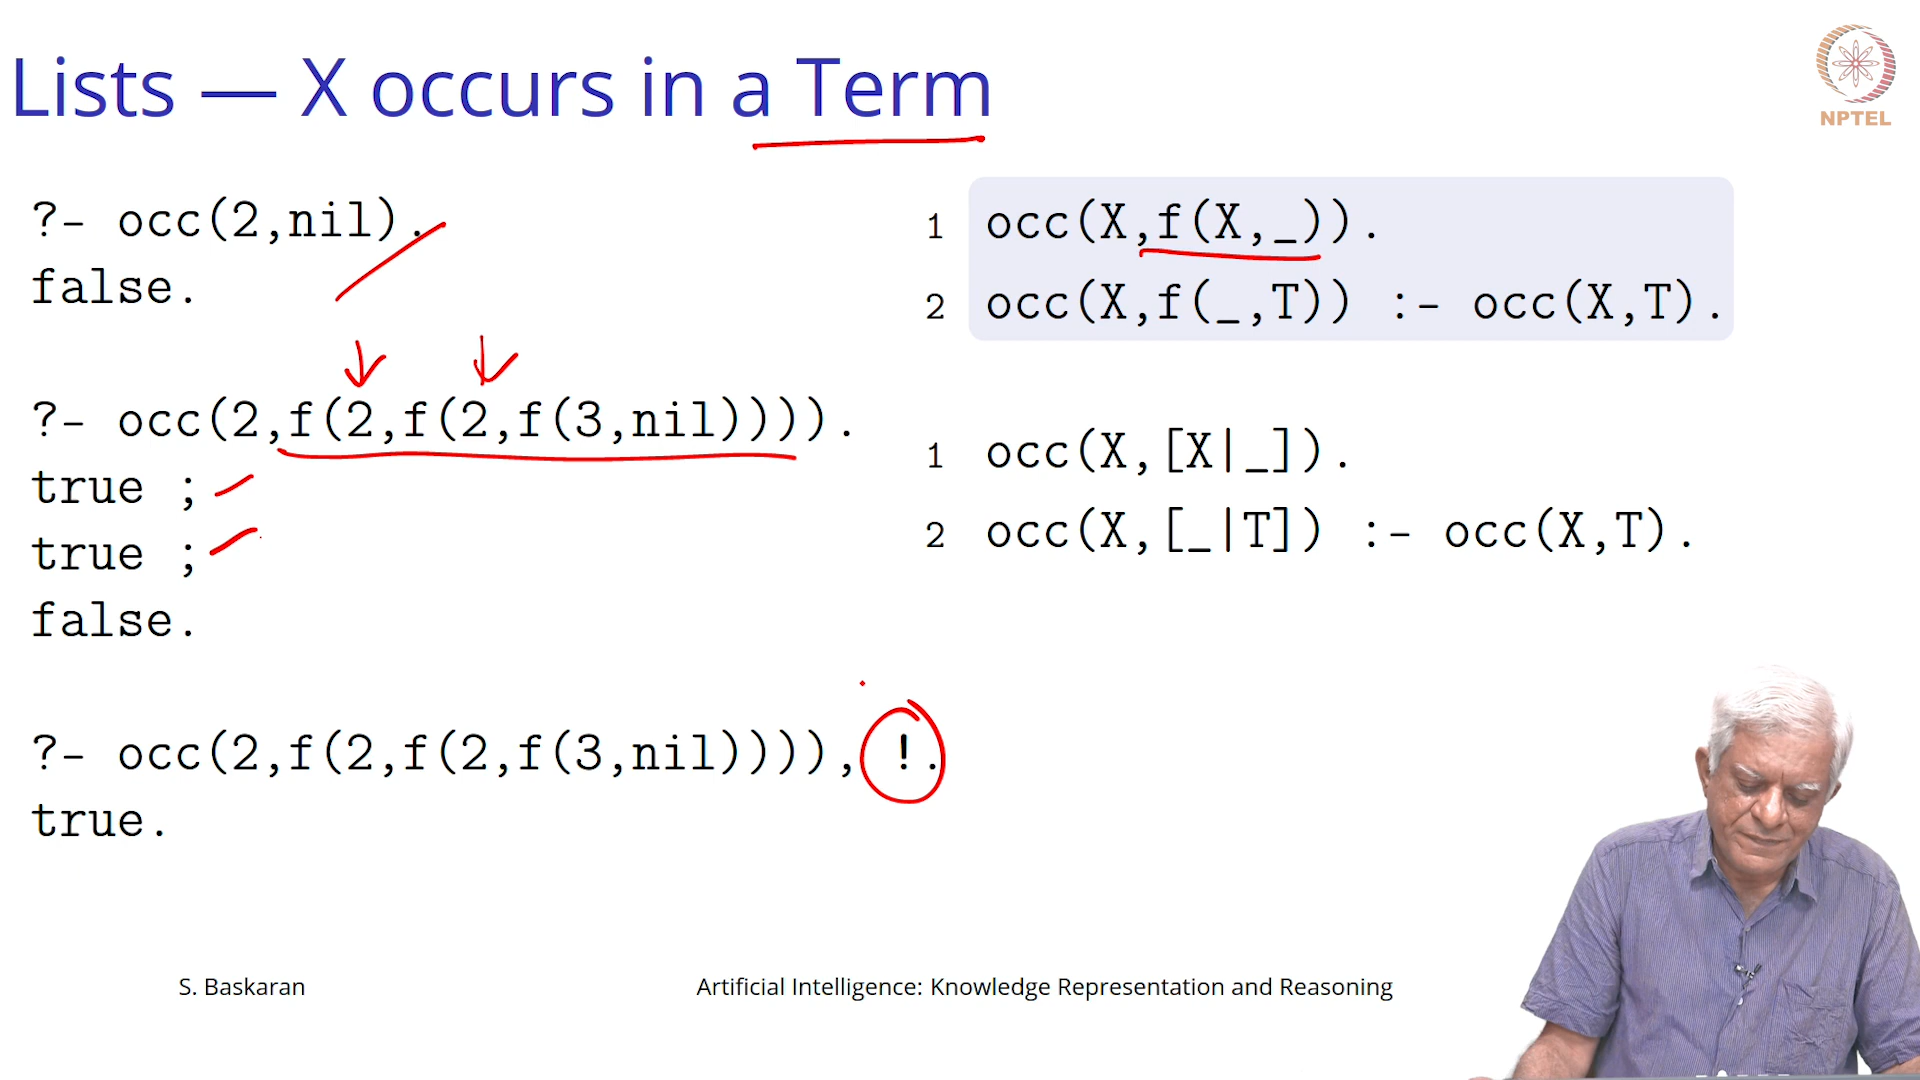 Lists — X occurs in a Term
NPTEL
?- occ(2,nil).
false.
?- occ(2,f(2,f(2,f(3,nil)))).
true ;
true ;
false.
?- occ(2,f(2,f(2,f(3,nil)))), !.
true.
1 occ(X,f(X,_)).
2 occ(X,f(_,T)) :- occ(X,T).
1 occ(X,[X|_]).
2 occ(X,[_|T]) :- occ(X,T).
S. Baskaran
Artificial Intelligence: Knowledge Representation and Reasoning